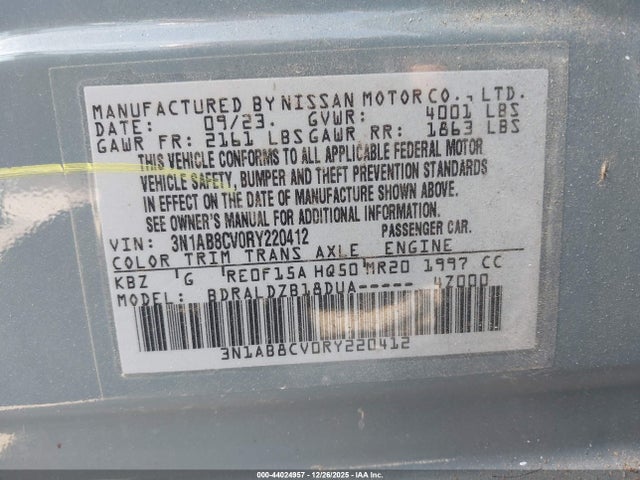 MANUFACTURED BY NISSAN MOTOR CO., LTD.
DATE: 09/23. GVWR: 4001 LBS
GAWR FR: 2161 LBS GAWR RR: 1863 LBS
THIS VEHICLE CONFORMS TO ALL APPLICABLE FEDERAL MOTOR
VEHICLE SAFETY, BUMPER AND THEFT PREVENTION STANDARDS
IN EFFECT ON THE DATE OF MANUFACTURE SHOWN ABOVE.
SEE OWNER'S MANUAL FOR ADDITIONAL INFORMATION.
VIN: 3N1AB8CV0RY220412 PASSENGER CAR.
COLOR TRIM TRANS AXLE ENGINE
KBZ G RE0F15A HQ50 MR20 1997 CC
MODEL: BDRALDZB18DUA----- 4Z000
3N1AB8CV0RY220412
000-44024957 | 12/26/2025 | IAA Inc.